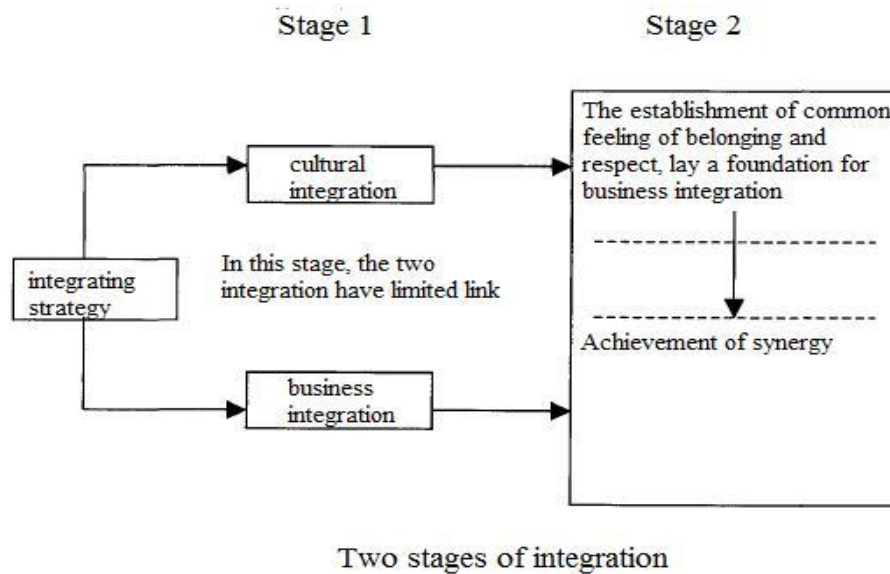 Stage 1
Stage 2
cultural
integration
integrating
strategy
In this stage, the two
integration have limited link
business
integration
The establishment of common
feeling of belonging and
respect, lay a foundation for
business integration
Achievement of synergy
Two stages of integration